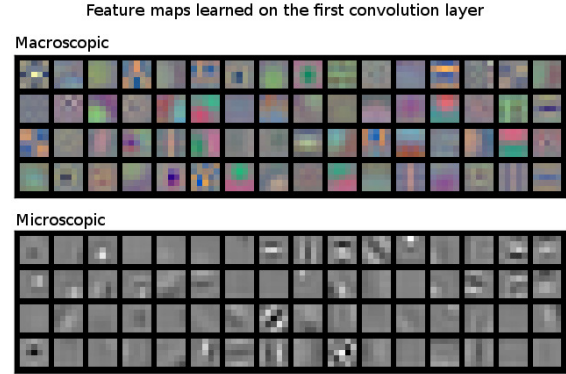 Feature maps learned on the first convolution layer
Macroscopic
Microscopic